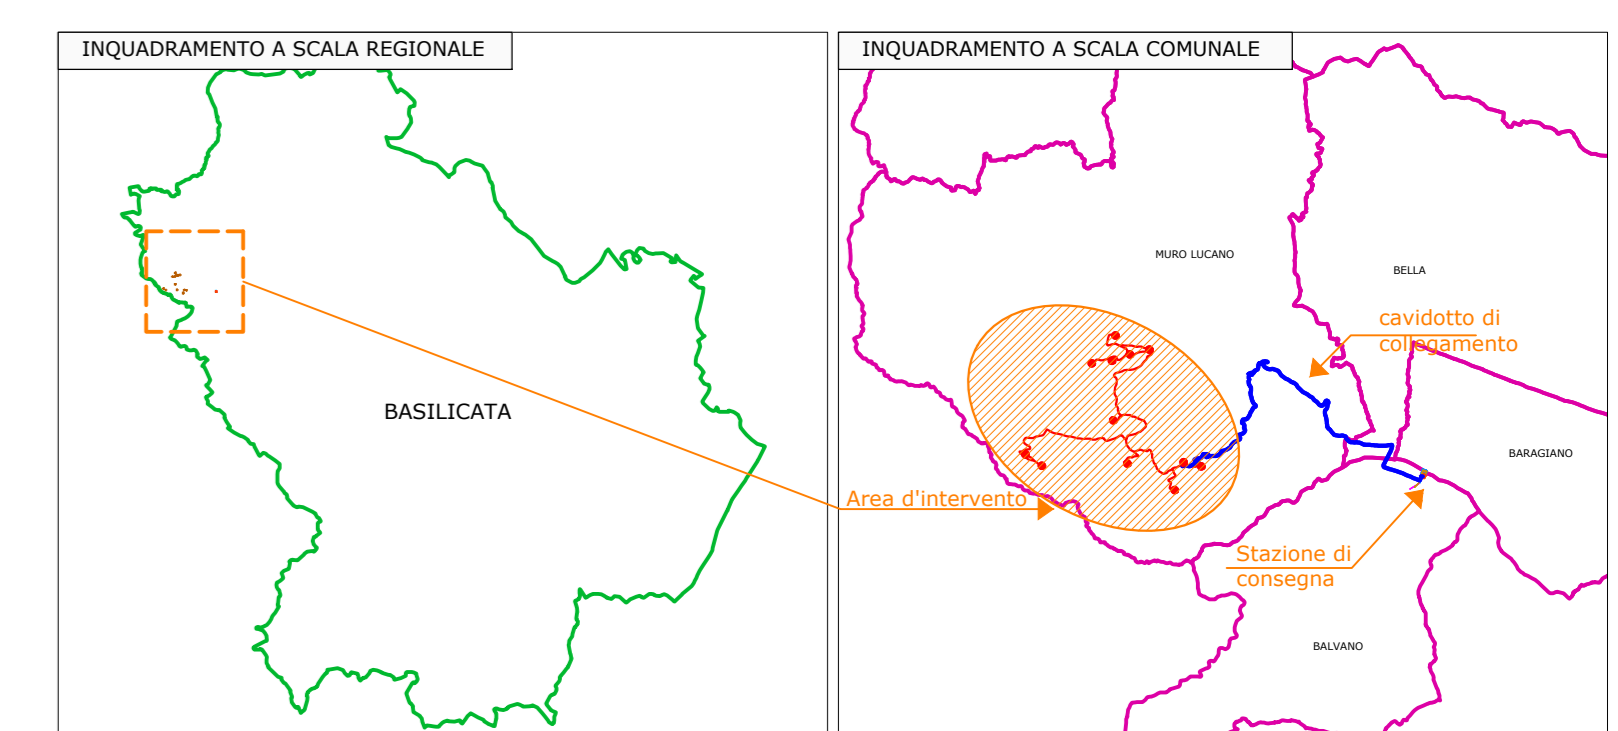 INQUADRAMENTO A SCALA REGIONALE
BASILICATA
INQUADRAMENTO A SCALA COMUNALE
MURO LUCANO
BELLA
cavidotto di
collegamento
BARAGIANO
Area d'intervento
Stazione di
consegna
BALVANO